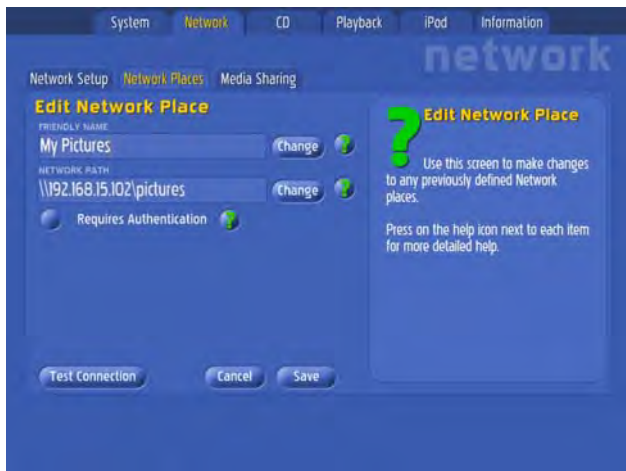 System Network CD Playback iPod Information
network
Network Setup Network Places Media Sharing
Edit Network Place
FRIENDLY NAME
My Pictures Change ?
NETWORK PATH
\\192.168.15.102\pictures Change ?
Requires Authentication ?
Test Connection Cancel Save
? Edit Network Place
Use this screen to make changes
to any previously defined Network
places.
Press on the help icon next to each item
for more detailed help.